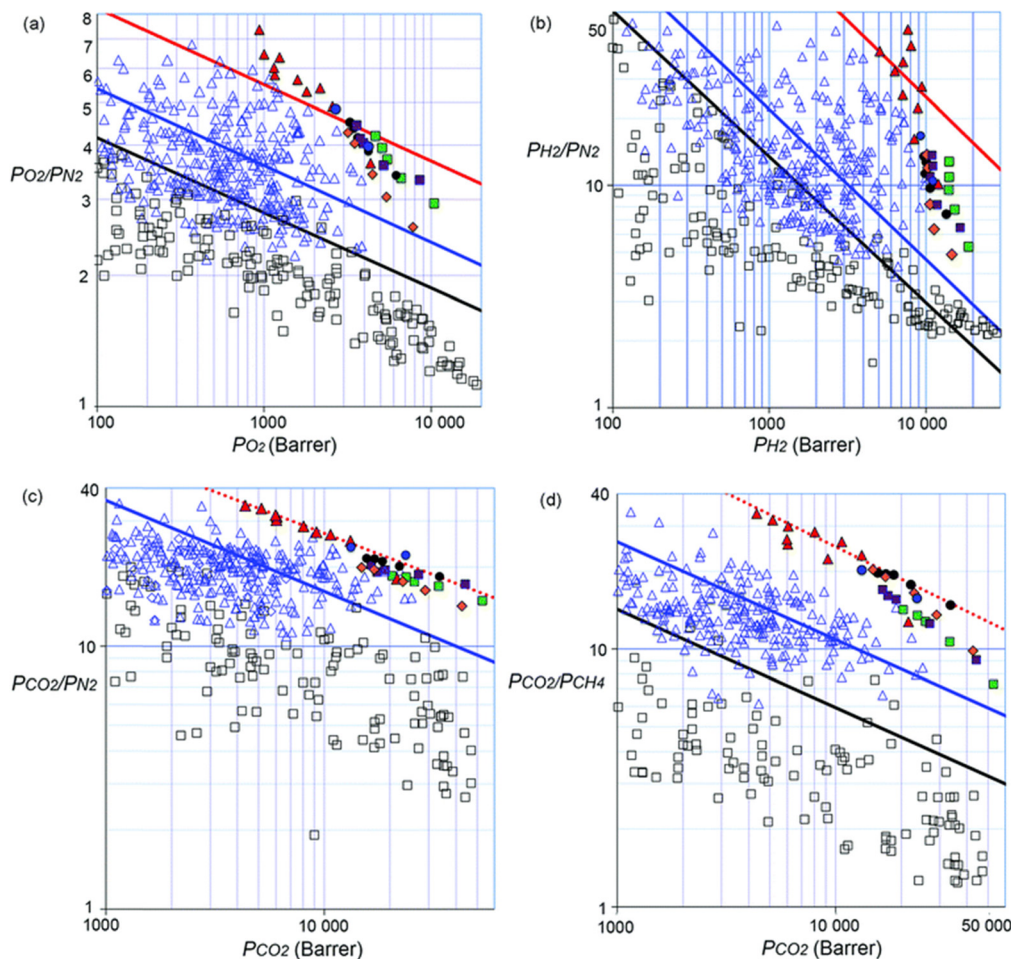 (a)
8
7
6
5
4
3
2
1
PO2/PN2
100
1000
10 000
PO2 (Barrer)
(b)
50
10
1
PH2/PN2
100
1000
10 000
PH2 (Barrer)
(c)
40
10
1
PCO2/PN2
1000
10 000
PCO2 (Barrer)
(d)
40
10
1
PCO2/PCH4
1000
10 000
50 000
PCO2 (Barrer)